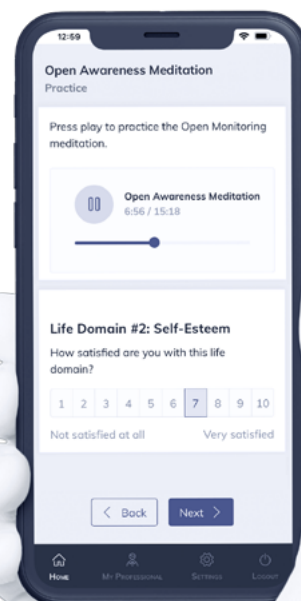 12:59
Open Awareness Meditation
Practice
Press play to practice the Open Monitoring
meditation.
Open Awareness Meditation
6:56 / 15:18
Life Domain #2: Self-Esteem
How satisfied are you with this life
domain?
1 2 3 4 5 6 7 8 9 10
Not satisfied at all Very satisfied
Back Next
Home My Professional Settings Logout